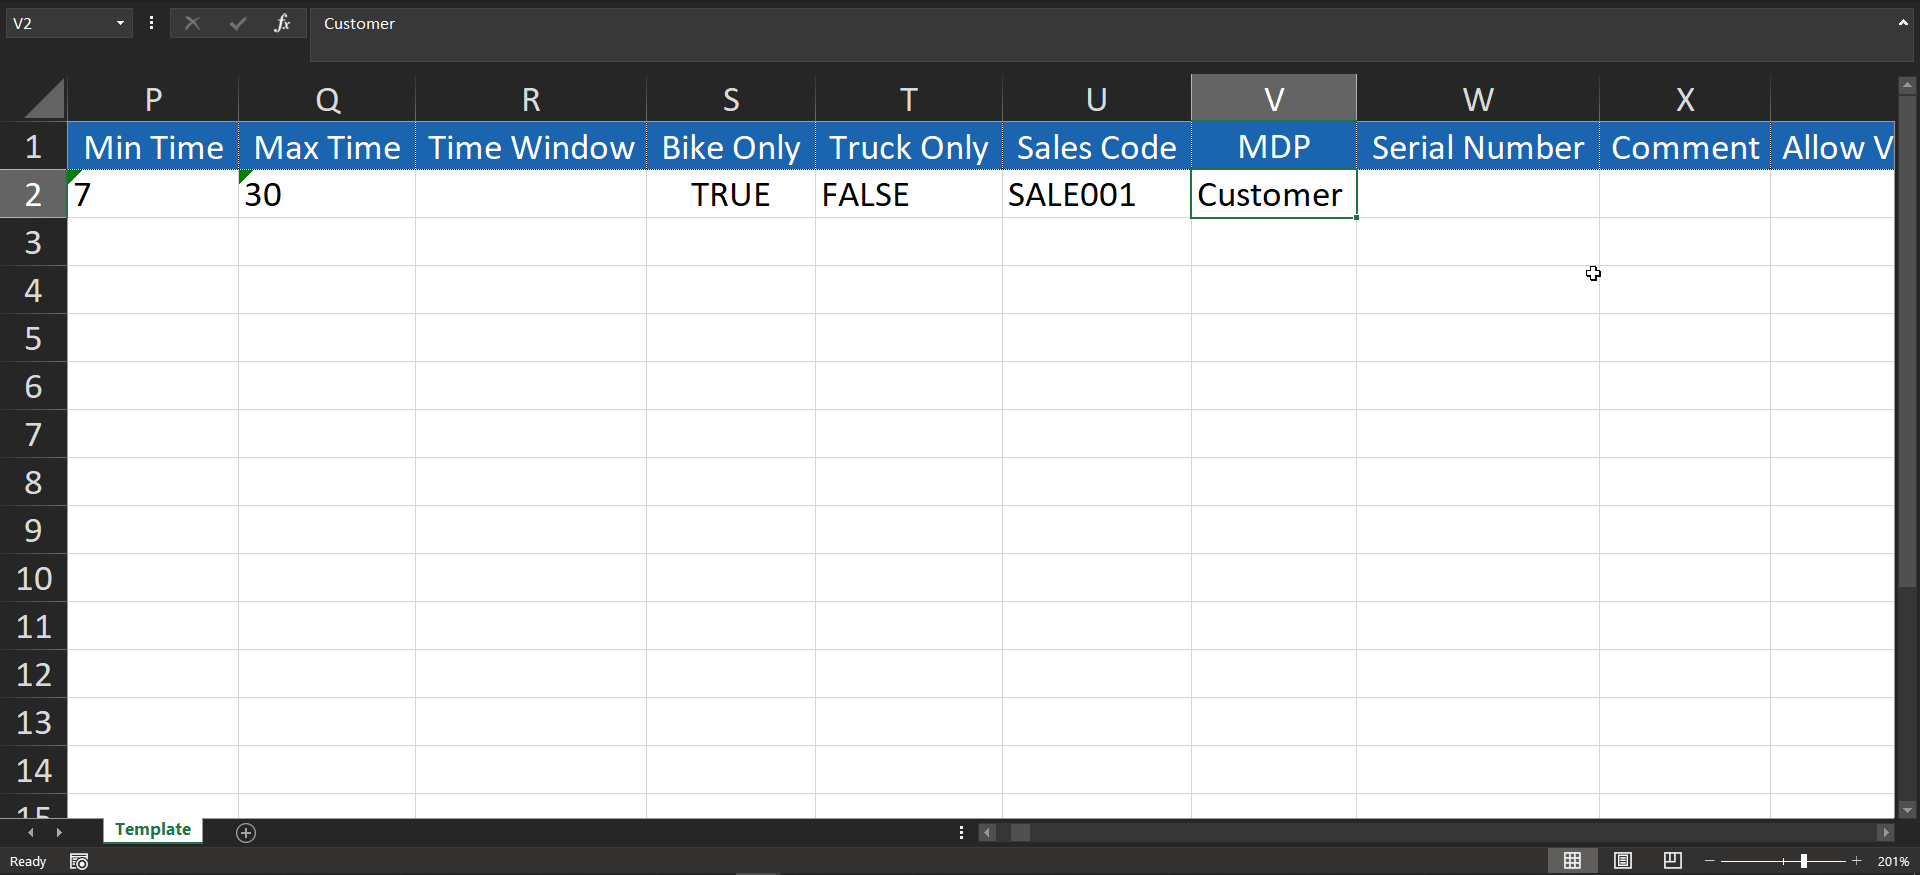 V2 fx Customer
P Q R S T U V W X
1 Min Time Max Time Time Window Bike Only Truck Only Sales Code MDP Serial Number Comment Allow V
2 7 30 TRUE FALSE SALE001 Customer
3
4
5
6
7
8
9
10
11
12
13
14
15
Template
Ready 201%